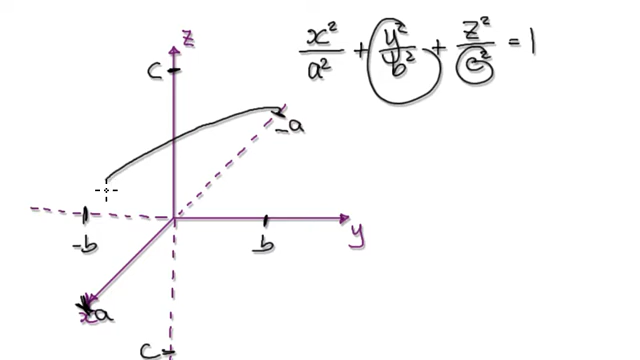 x²/a² + y²/b² + z²/c² = 1
z
c
-a
-b
b
y
x a
c